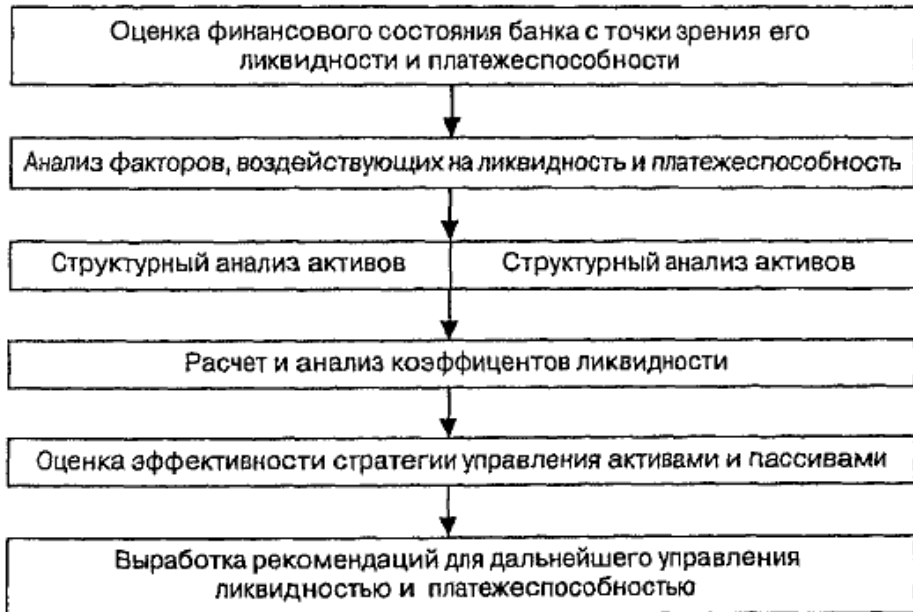 Оценка финансового состояния банка с точки зрения его
ликвидности и платежеспособности
Анализ факторов, воздействующих на ликвидность и платежеспособность
Структурный анализ активов
Структурный анализ активов
Расчет и анализ коэффицентов ликвидности
Оценка эффективности стратегии управления активами и пассивами
Выработка рекомендаций для дальнейшего управления
ликвидностью и платежеспособностью